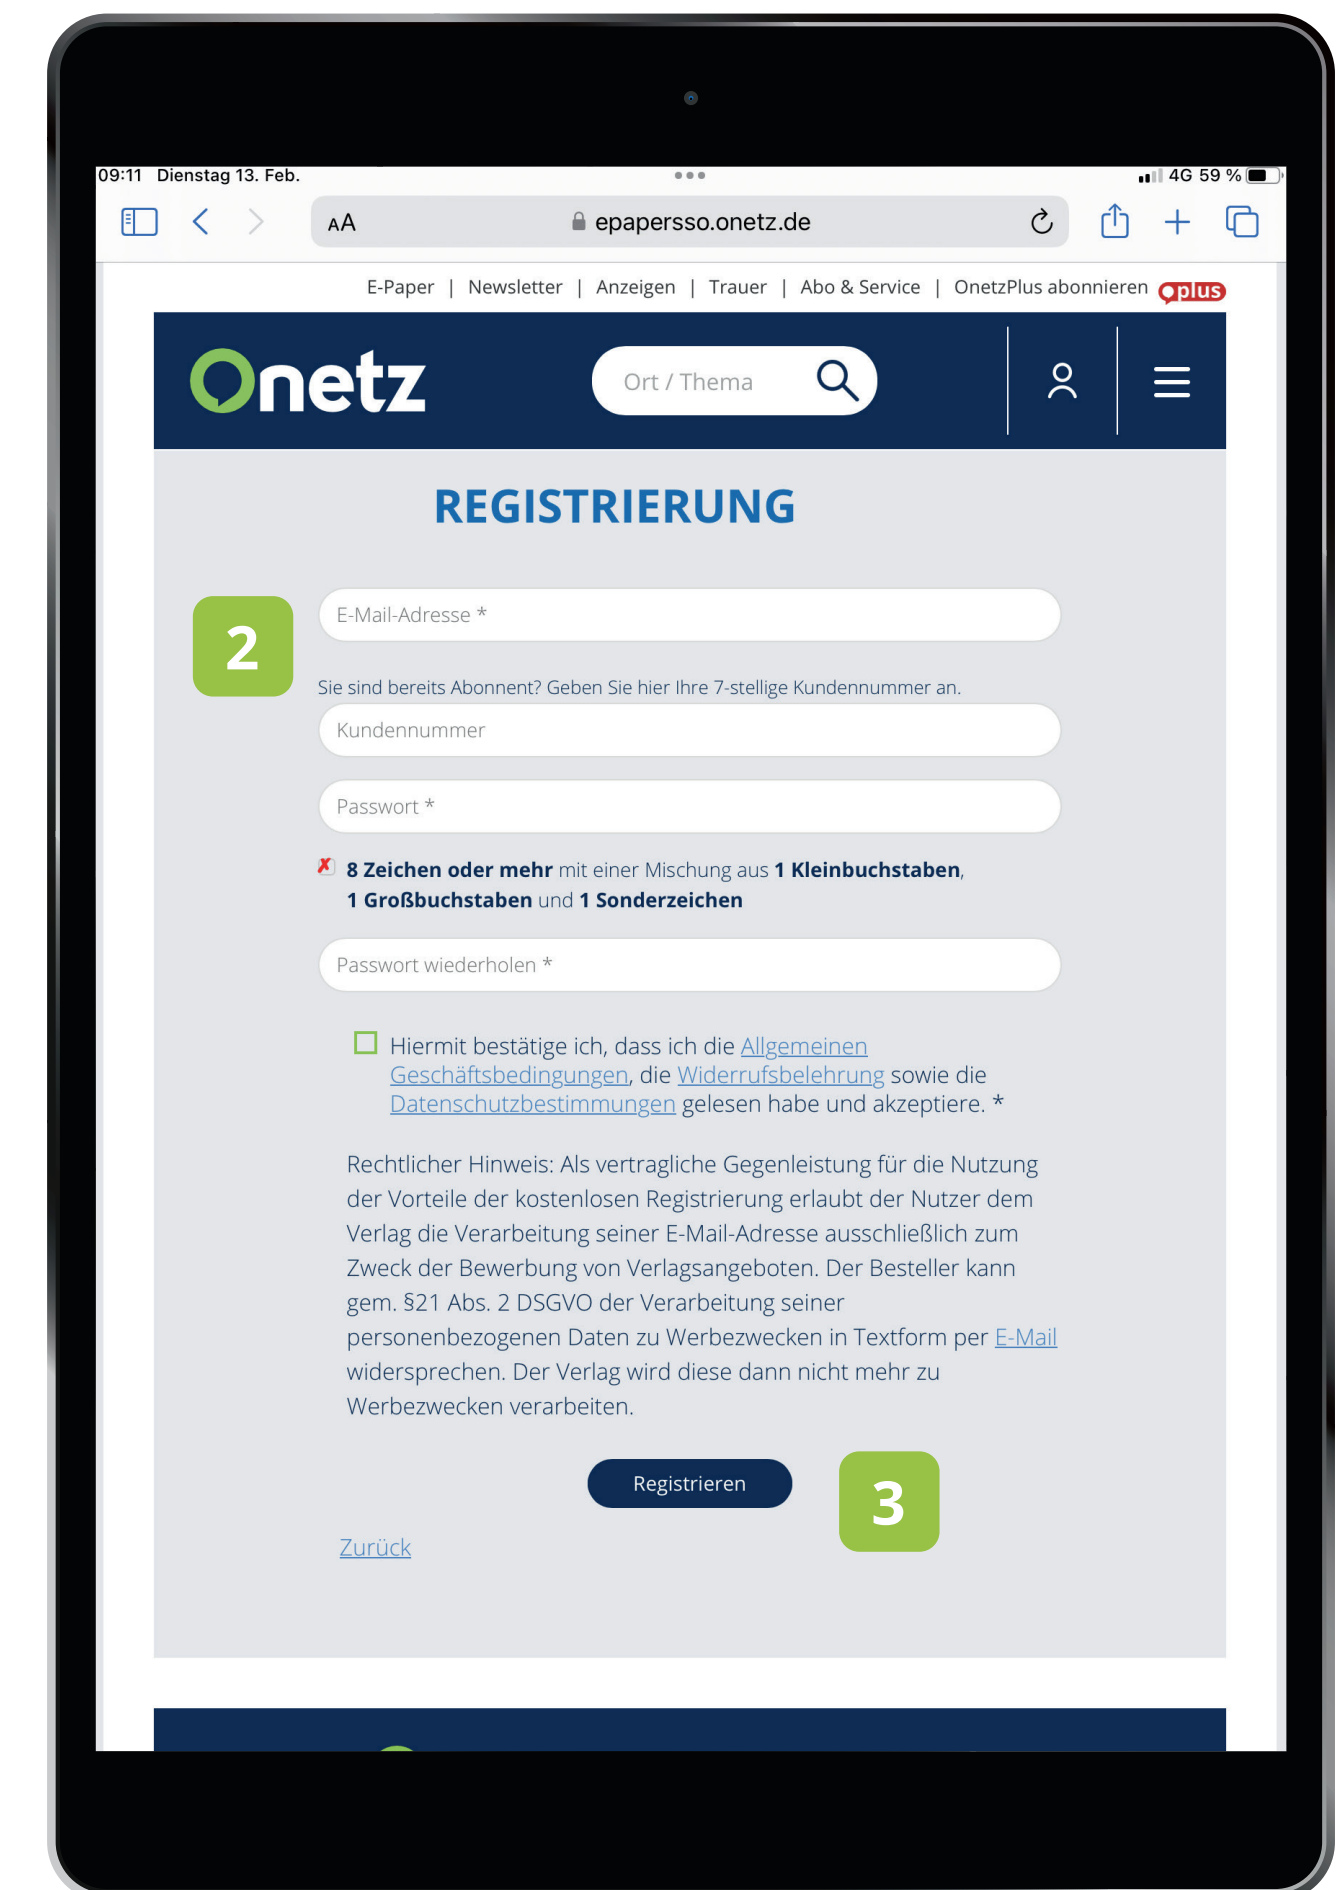 09:11 Dienstag 13. Feb.
4G 59 %
AA
epapersso.onetz.de
E-Paper | Newsletter | Anzeigen | Trauer | Abo & Service | OnetzPlus abonnieren plus
Onetz
Ort / Thema
REGISTRIERUNG
2
E-Mail-Adresse *
Sie sind bereits Abonnent? Geben Sie hier Ihre 7-stellige Kundennummer an.
Kundennummer
Passwort *
8 Zeichen oder mehr mit einer Mischung aus 1 Kleinbuchstaben,
1 Großbuchstaben und 1 Sonderzeichen
Passwort wiederholen *
Hiermit bestätige ich, dass ich die Allgemeinen
Geschäftsbedingungen, die Widerrufsbelehrung sowie die
Datenschutzbestimmungen gelesen habe und akzeptiere. *
Rechtlicher Hinweis: Als vertragliche Gegenleistung für die Nutzung
der Vorteile der kostenlosen Registrierung erlaubt der Nutzer dem
Verlag die Verarbeitung seiner E-Mail-Adresse ausschließlich zum
Zweck der Bewerbung von Verlagsangeboten. Der Besteller kann
gem. §21 Abs. 2 DSGVO der Verarbeitung seiner
personenbezogenen Daten zu Werbezwecken in Textform per E-Mail
widersprechen. Der Verlag wird diese dann nicht mehr zu
Werbezwecken verarbeiten.
Registrieren
3
Zurück